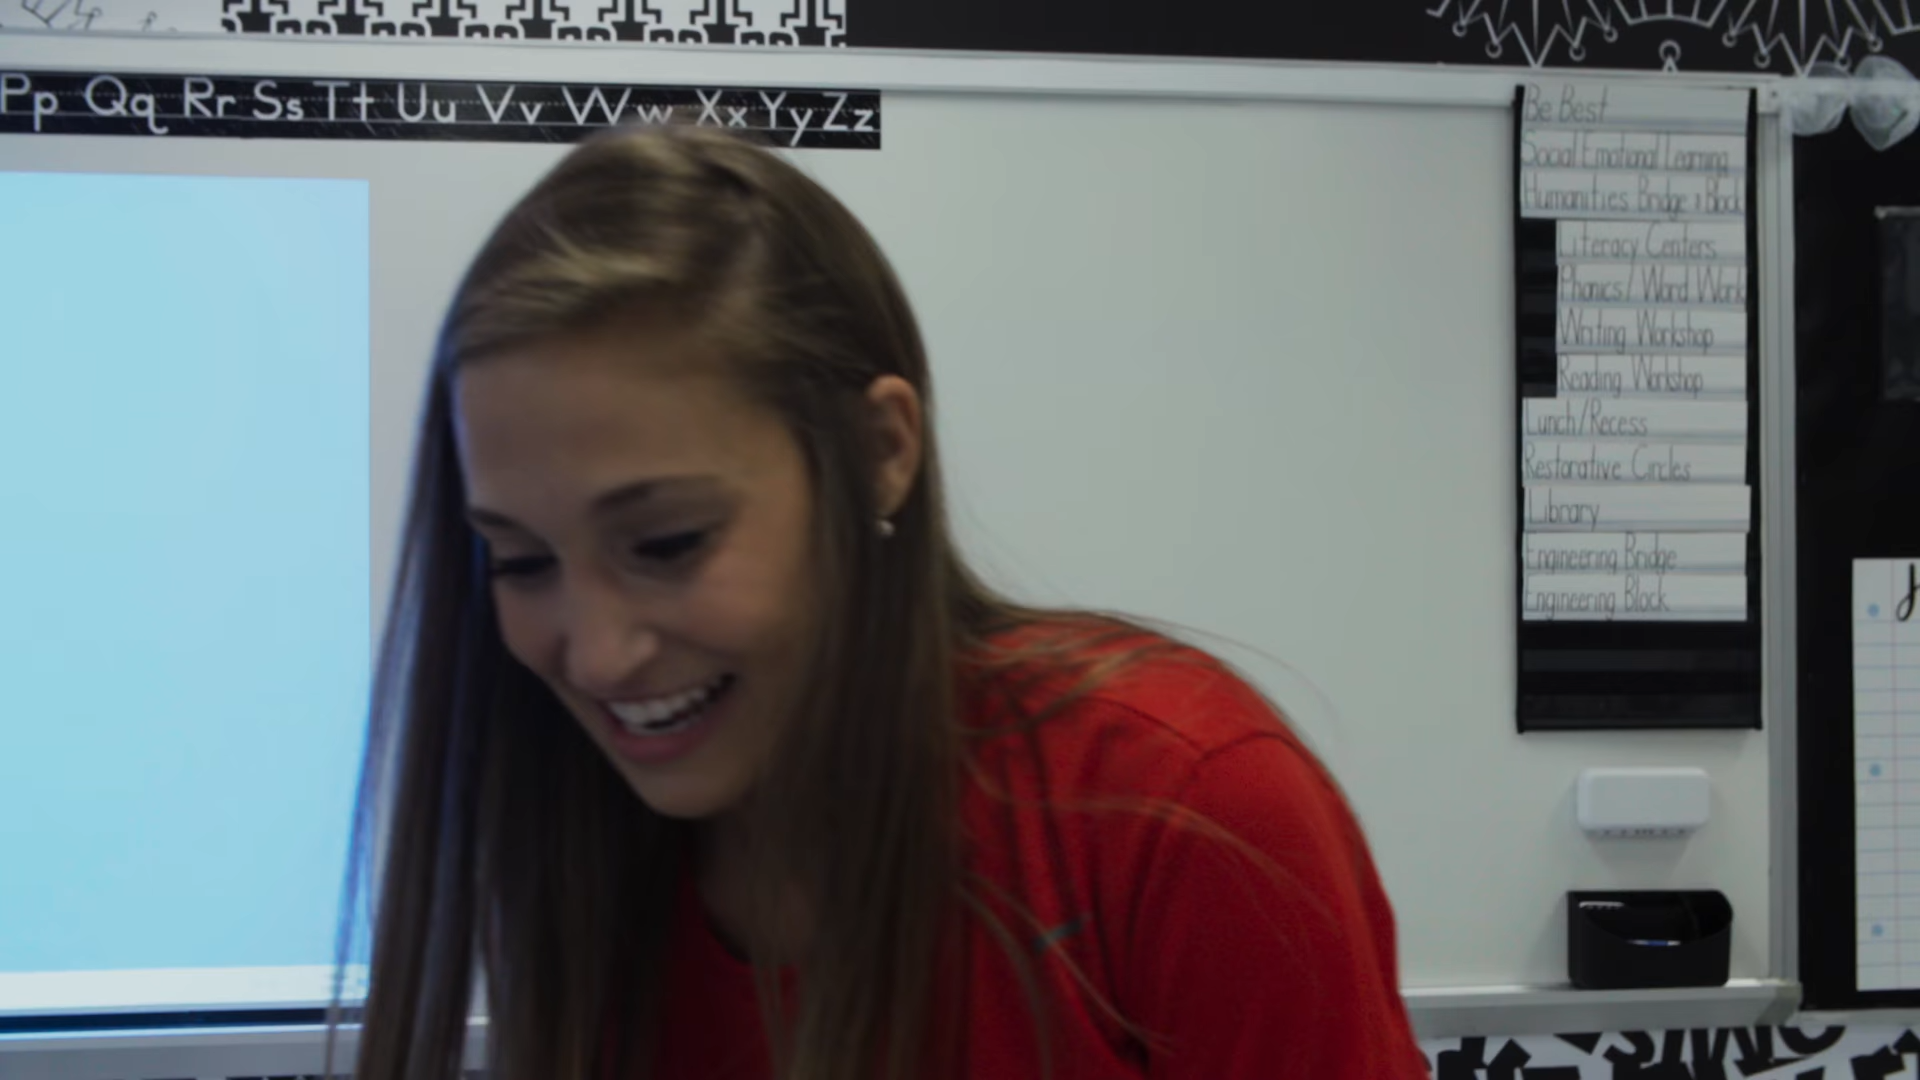 Pp Qq Rr Ss Tt Uu Vv Ww Xx Yy Zz
Be Best
Social Emotional Learning
Humanities Bridge & Block
Literacy Centers
Phonics/Word Work
Writing Workshop
Reading Workshop
Lunch/Recess
Restorative Circles
Library
Engineering Bridge
Engineering Block